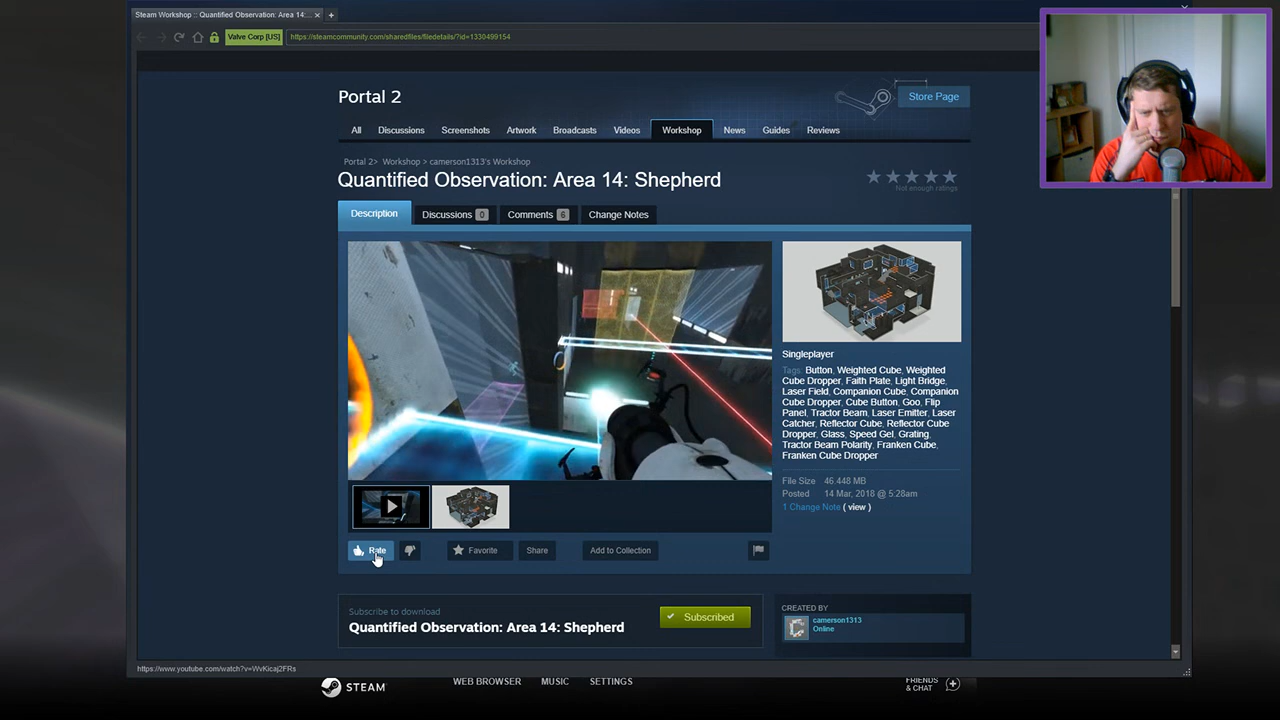 Steam Workshop :: Quantified Observation: Area 14:... × +
Valve Corp [US] https://steamcommunity.com/sharedfiles/filedetails/?id=1330499154
Portal 2
Store Page
All Discussions Screenshots Artwork Broadcasts Videos Workshop News Guides Reviews
Portal 2> Workshop > camerson1313's Workshop
Quantified Observation: Area 14: Shepherd
Not enough ratings
Description Discussions 0 Comments 6 Change Notes
Singleplayer
Tags: Button, Weighted Cube, Weighted
Cube Dropper, Faith Plate, Light Bridge,
Laser Field, Companion Cube, Companion
Cube Dropper, Cube Button, Goo, Flip
Panel, Tractor Beam, Laser Emitter, Laser
Catcher, Reflector Cube, Reflector Cube
Dropper, Glass, Speed Gel, Grating,
Tractor Beam Polarity, Franken Cube,
Franken Cube Dropper
File Size 46.448 MB
Posted 14 Mar, 2018 @ 5:28am
1 Change Note ( view )
Rate Favorite Share Add to Collection
Subscribe to download
Quantified Observation: Area 14: Shepherd
Subscribed
CREATED BY
camerson1313
Online
https://www.youtube.com/watch?v=WvKicaj2FRs
STEAM WEB BROWSER MUSIC SETTINGS
FRIENDS
& CHAT